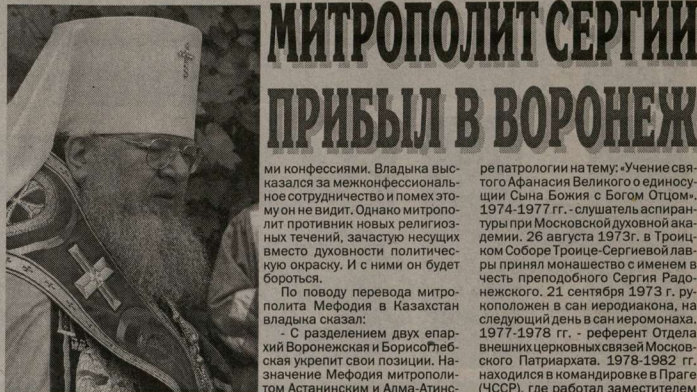 МИТРОПОЛИТ СЕРГИЙ
ПРИБЫЛ В ВОРОНЕЖ
ми конфессиями. Владыка выс-
казался за межконфессиональ-
ное сотрудничество и помех это-
му он не видит. Однако митропо-
лит противник новых религиоз-
ных течений, зачастую несущих
вместо духовности политичес-
кую окраску. И с ними он будет
бороться.
По поводу перевода митро-
полита Мефодия в Казахстан
владыка сказал:
- С разделением двух епар-
хий Воронежская и Борисоглеб-
ская укрепит свои позиции. На-
значение Мефодия митрополи-
том Астанинским и Алма-Атинс-
ре патрологии на тему: «Учение свя-
того Афанасия Великого о единосу-
щии Сына Божия с Богом Отцом».
1974-1977 гг. - слушатель аспиран-
туры при Московской духовной ака-
демии. 26 августа 1973г. в Троиц-
ком Соборе Троице-Сергиевой лав-
ры принял монашество с именем в
честь преподобного Сергия Радо-
нежского. 21 сентября 1973 г. ру-
коположен в сан иеродиакона, на
следующий день в сан иеромонаха.
1977-1978 гг. - референт Отдела
внешних церковных связей Москов-
ского Патриархата. 1978-1982 гг.
находился в командировке в Праге
(ЧССР), где работал заместителем